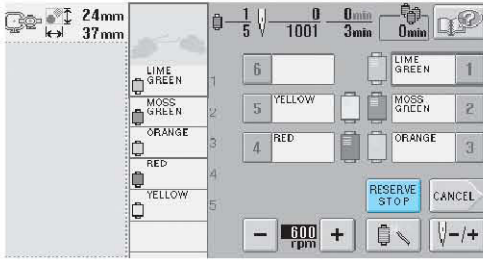 24mm
37mm
1
5
0
1001
0min
3min
0min
LIME
GREEN
1
MOSS
GREEN
2
ORANGE
3
RED
4
YELLOW
5
6
LIME
GREEN
1
5
YELLOW
MOSS
GREEN
2
4
RED
ORANGE
3
RESERVE
STOP
CANCEL
−
600
rpm
+
−/+